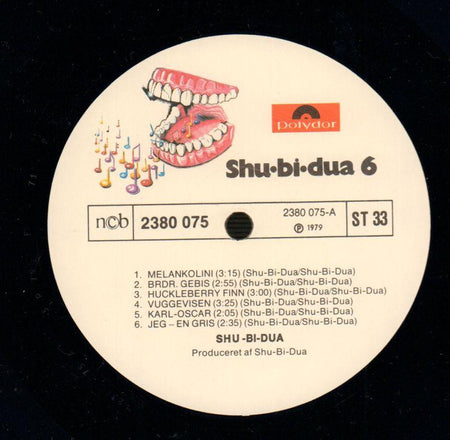 Polydor
Shu·bi·dua 6
n©b 2380 075 2380 075-A ST 33
Ⓟ 1979
1. MELANKOLINI (3:15) (Shu-Bi-Dua/Shu-Bi-Dua)
2. BRDR. GEBIS (2:55) (Shu-Bi-Dua/Shu-Bi-Dua)
3. HUCKLEBERRY FINN (3:00) (Shu-Bi-Dua/Shu-Bi-Dua)
4. VUGGEVISEN (3:25) (Shu-Bi-Dua/Shu-Bi-Dua)
5. KARL-OSCAR (2:05) (Shu-Bi-Dua/Shu-Bi-Dua)
6. JEG – EN GRIS (2:35) (Shu-Bi-Dua/Shu-Bi-Dua)
SHU-BI-DUA
Produceret af Shu-Bi-Dua